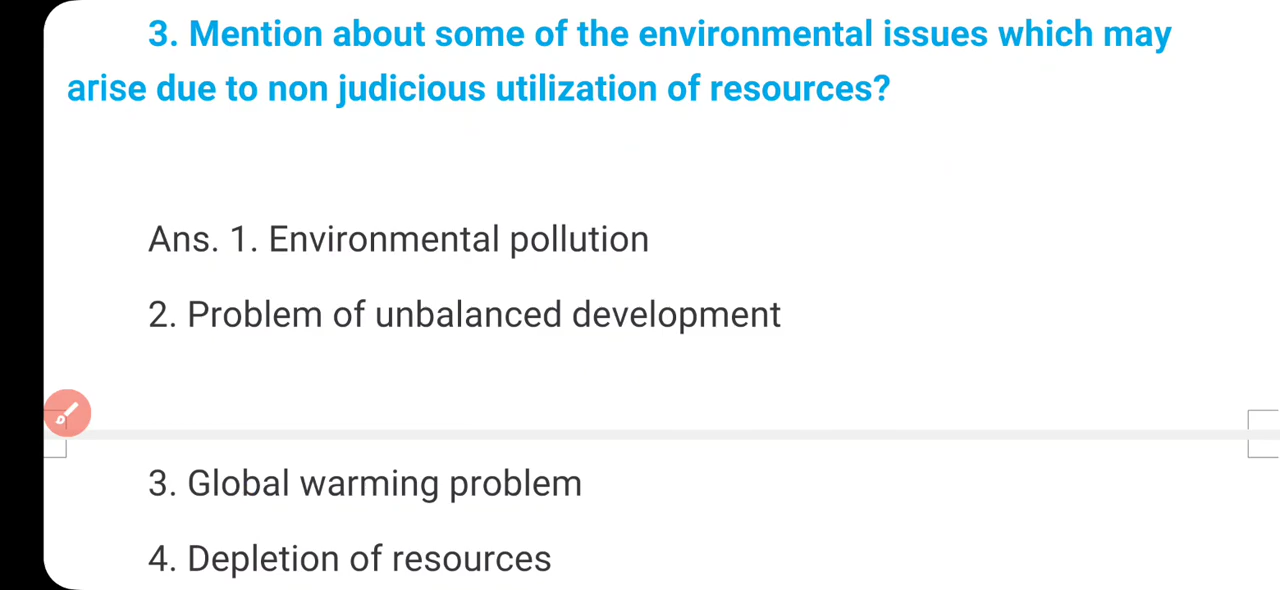 3. Mention about some of the environmental issues which may
arise due to non judicious utilization of resources?
Ans. 1. Environmental pollution
2. Problem of unbalanced development
3. Global warming problem
4. Depletion of resources